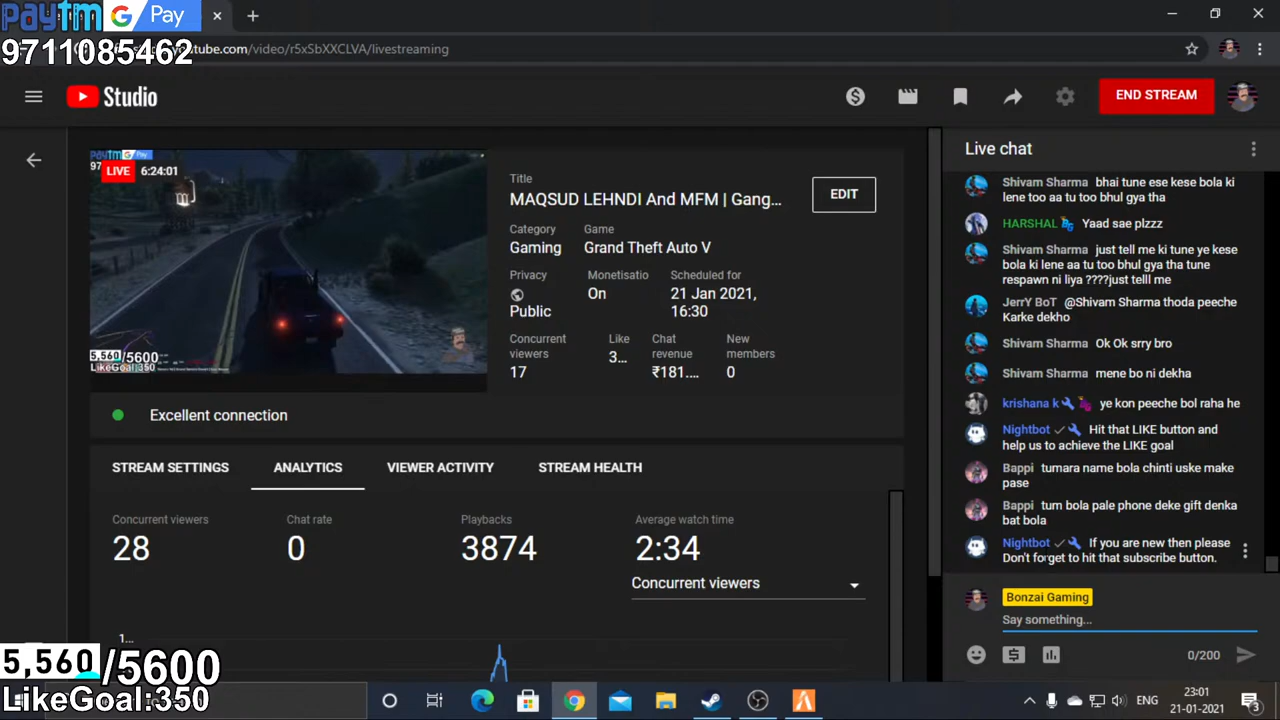 paytm G Pay
9711085462
youtube.com/video/r5xSbXXCLVA/livestreaming
Studio
END STREAM
LIVE 6:24:01
5,560/5600
LikeGoal:350
Title
MAQSUD LEHNDI And MFM | Gang...
EDIT
Category
Gaming
Game
Grand Theft Auto V
Privacy
Public
Monetisatio
On
Scheduled for
21 Jan 2021,
16:30
Concurrent
viewers
17
Like
3...
Chat
revenue
₹181....
New
members
0
Excellent connection
STREAM SETTINGS
ANALYTICS
VIEWER ACTIVITY
STREAM HEALTH
Concurrent viewers
28
Chat rate
0
Playbacks
3874
Average watch time
2:34
Concurrent viewers
1...
Live chat
Shivam Sharma bhai tune ese kese bola ki
lene too aa tu too bhul gya tha
HARSHAL Yaad sae plzzz
Shivam Sharma just tell me ki tune ye kese
bola ki lene aa tu too bhul gya tha tune
respawn ni liya ????just telll me
JerrY BoT @Shivam Sharma thoda peeche
Karke dekho
Shivam Sharma Ok Ok srry bro
Shivam Sharma mene bo ni dekha
krishana k ye kon peeche bol raha he
Nightbot Hit that LIKE button and
help us to achieve the LIKE goal
Bappi tumara name bola chinti uske make
pase
Bappi tum bola pale phone deke gift denka
bat bola
Nightbot If you are new then please
Don't forget to hit that subscribe button.
Bonzai Gaming
Say something...
0/200
5,560/5600
LikeGoal:350
ENG
23:01
21-01-2021
3